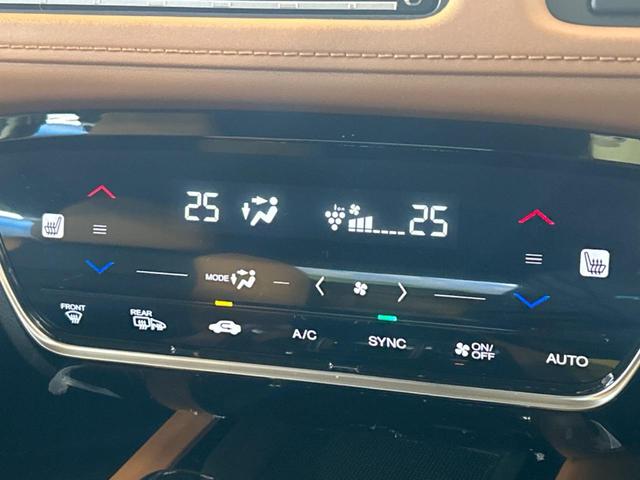 25 25
MODE
FRONT REAR A/C SYNC ON/OFF AUTO